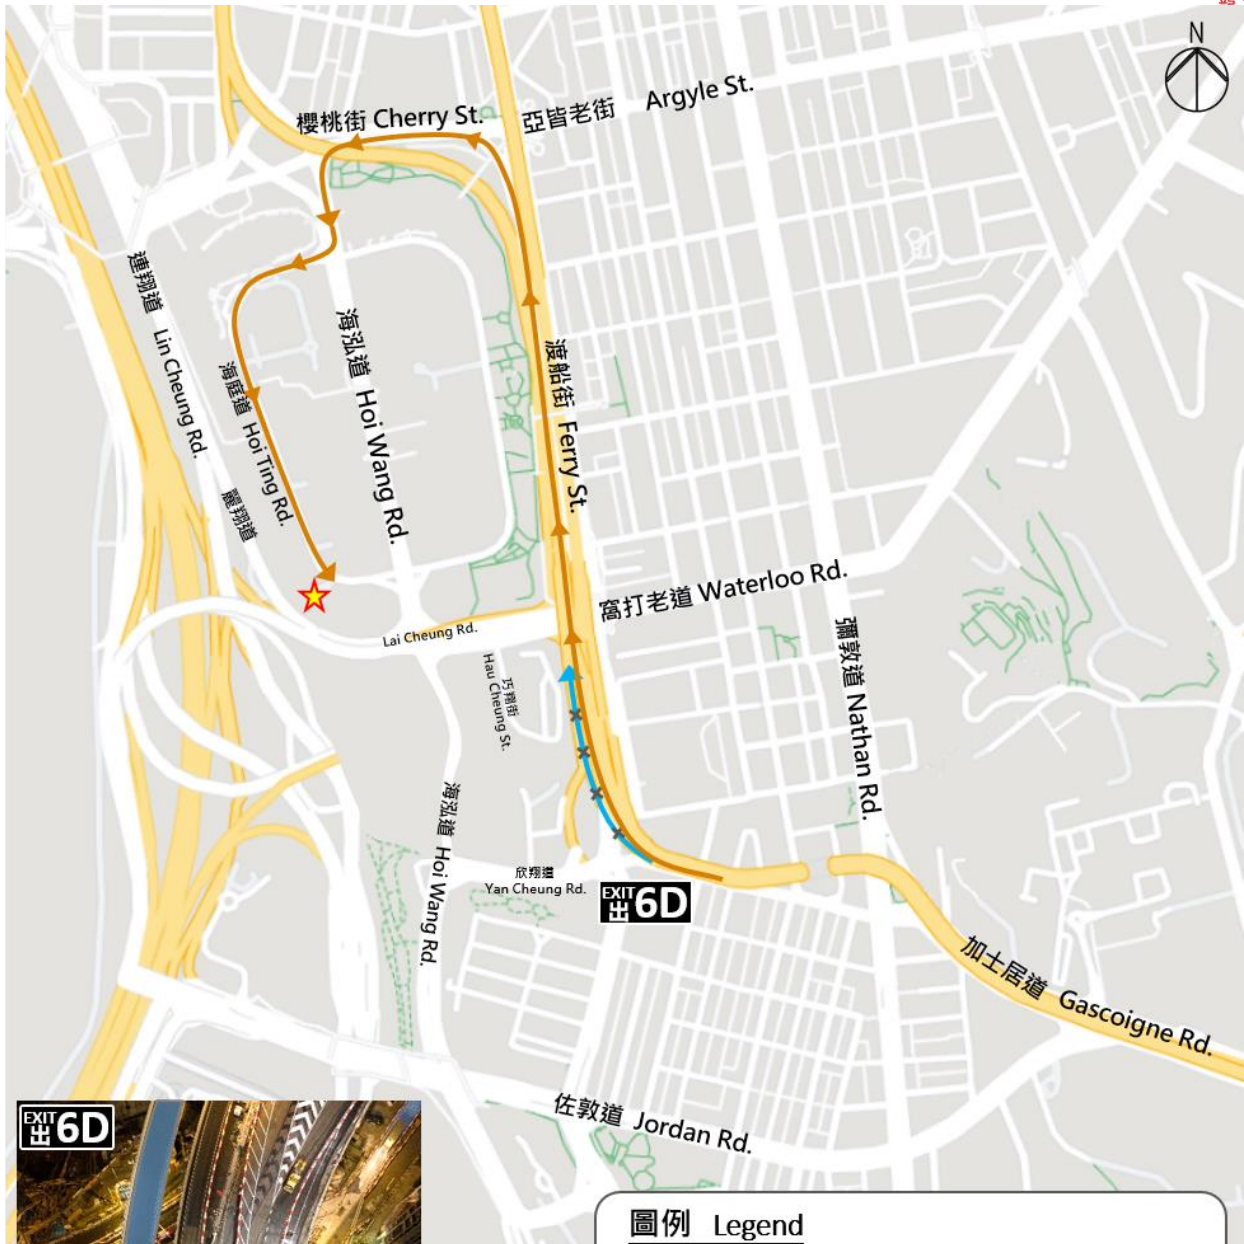 N
櫻桃街 Cherry St.
亞皆老街 Argyle St.
連翔道 Lin Cheung Rd.
海泓道 Hoi Wang Rd.
渡船街 Ferry St.
海庭道 Hoi Ting Rd.
麗翔道
Lai Cheung Rd.
窩打老道 Waterloo Rd.
彌敦道 Nathan Rd.
巧翔街
Hau Cheung St.
海泓道 Hoi Wang Rd.
欣翔道
Yan Cheung Rd.
EXIT
出 6D
加士居道 Gascoigne Rd.
佐敦道 Jordan Rd.
EXIT
出 6D
圖例 Legend